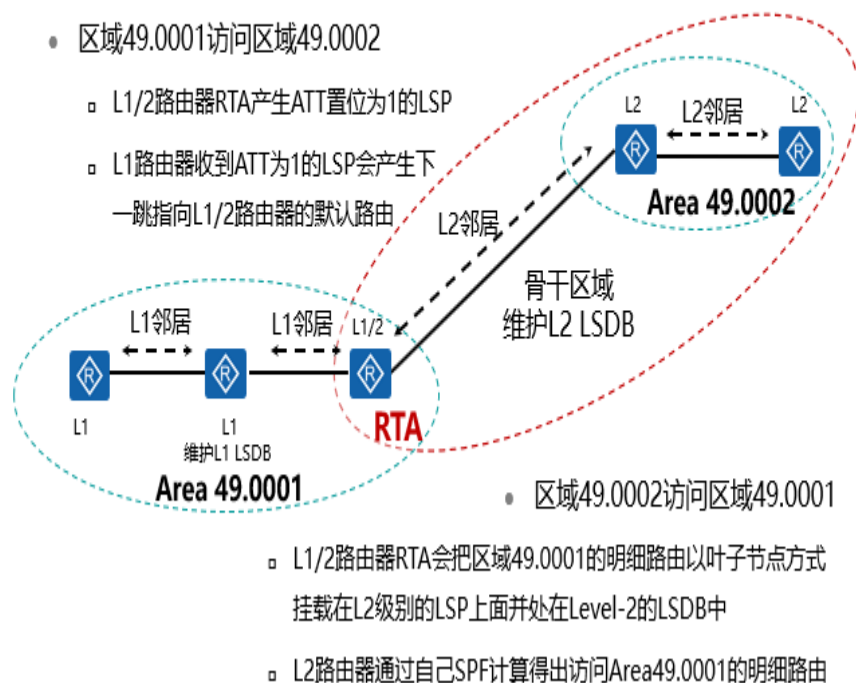 区域49.0001访问区域49.0002
L1/2路由器RTA产生ATT置位为1的LSP
L1路由器收到ATT为1的LSP会产生下
一跳指向L1/2路由器的默认路由
L2
L2邻居
L2
R
R
Area 49.0002
L2邻居
骨干区域
维护L2 LSDB
L1邻居
L1邻居
L1/2
R
R
R
L1
L1
维护L1 LSDB
RTA
Area 49.0001
区域49.0002访问区域49.0001
L1/2路由器RTA会把区域49.0001的明细路由以叶子节点方式
挂载在L2级别的LSP上面并处在Level-2的LSDB中
L2路由器通过自己SPF计算得出访问Area49.0001的明细路由